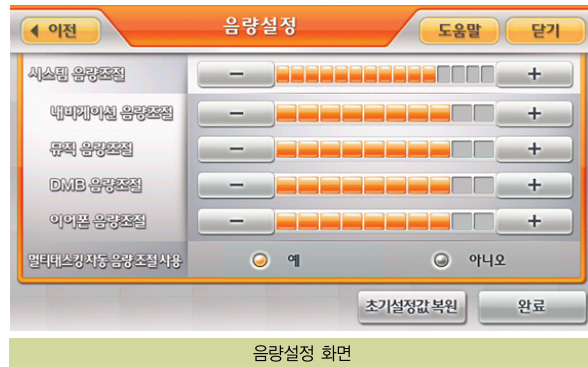 이전
음량설정
도움말
닫기
시스템 음량조절
내비게이션 음량조절
뮤직 음량조절
DMB 음량조절
이어폰 음량조절
멀티태스킹 자동 음량 조절 사용
예
아니오
초기설정값 복원
완료
음량설정 화면